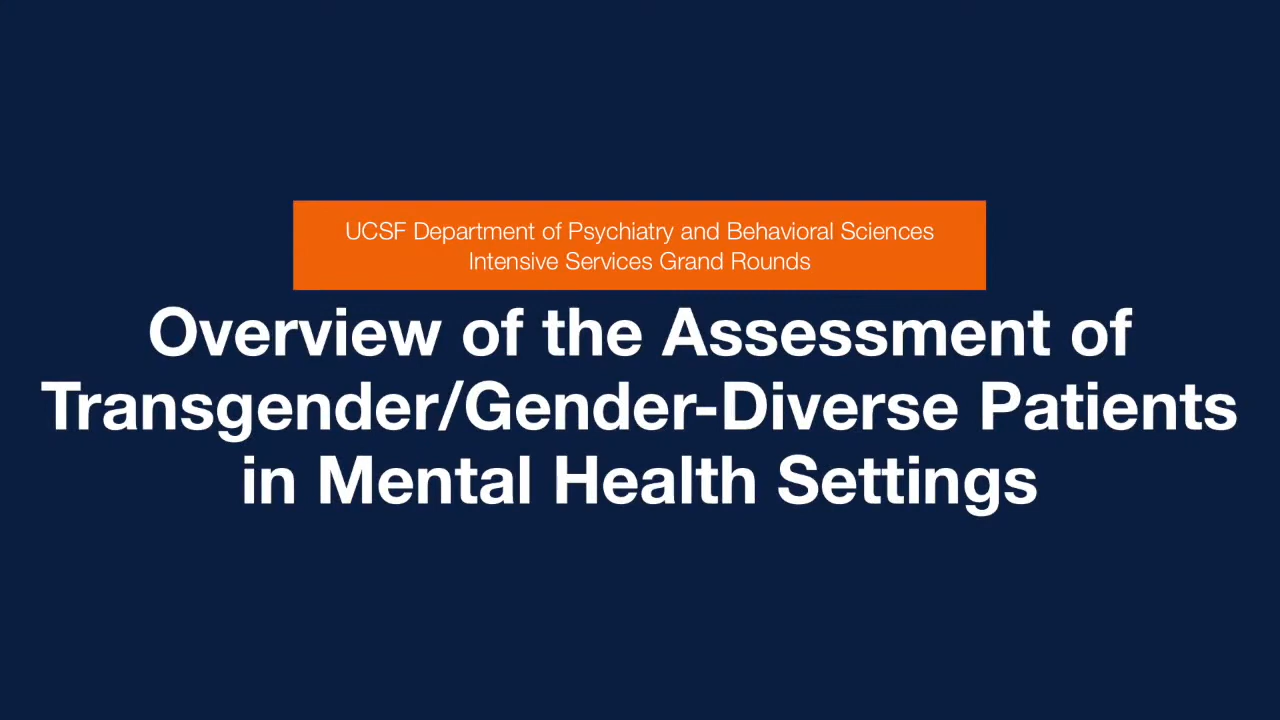 UCSF Department of Psychiatry and Behavioral Sciences
Intensive Services Grand Rounds
Overview of the Assessment of
Transgender/Gender-Diverse Patients
in Mental Health Settings